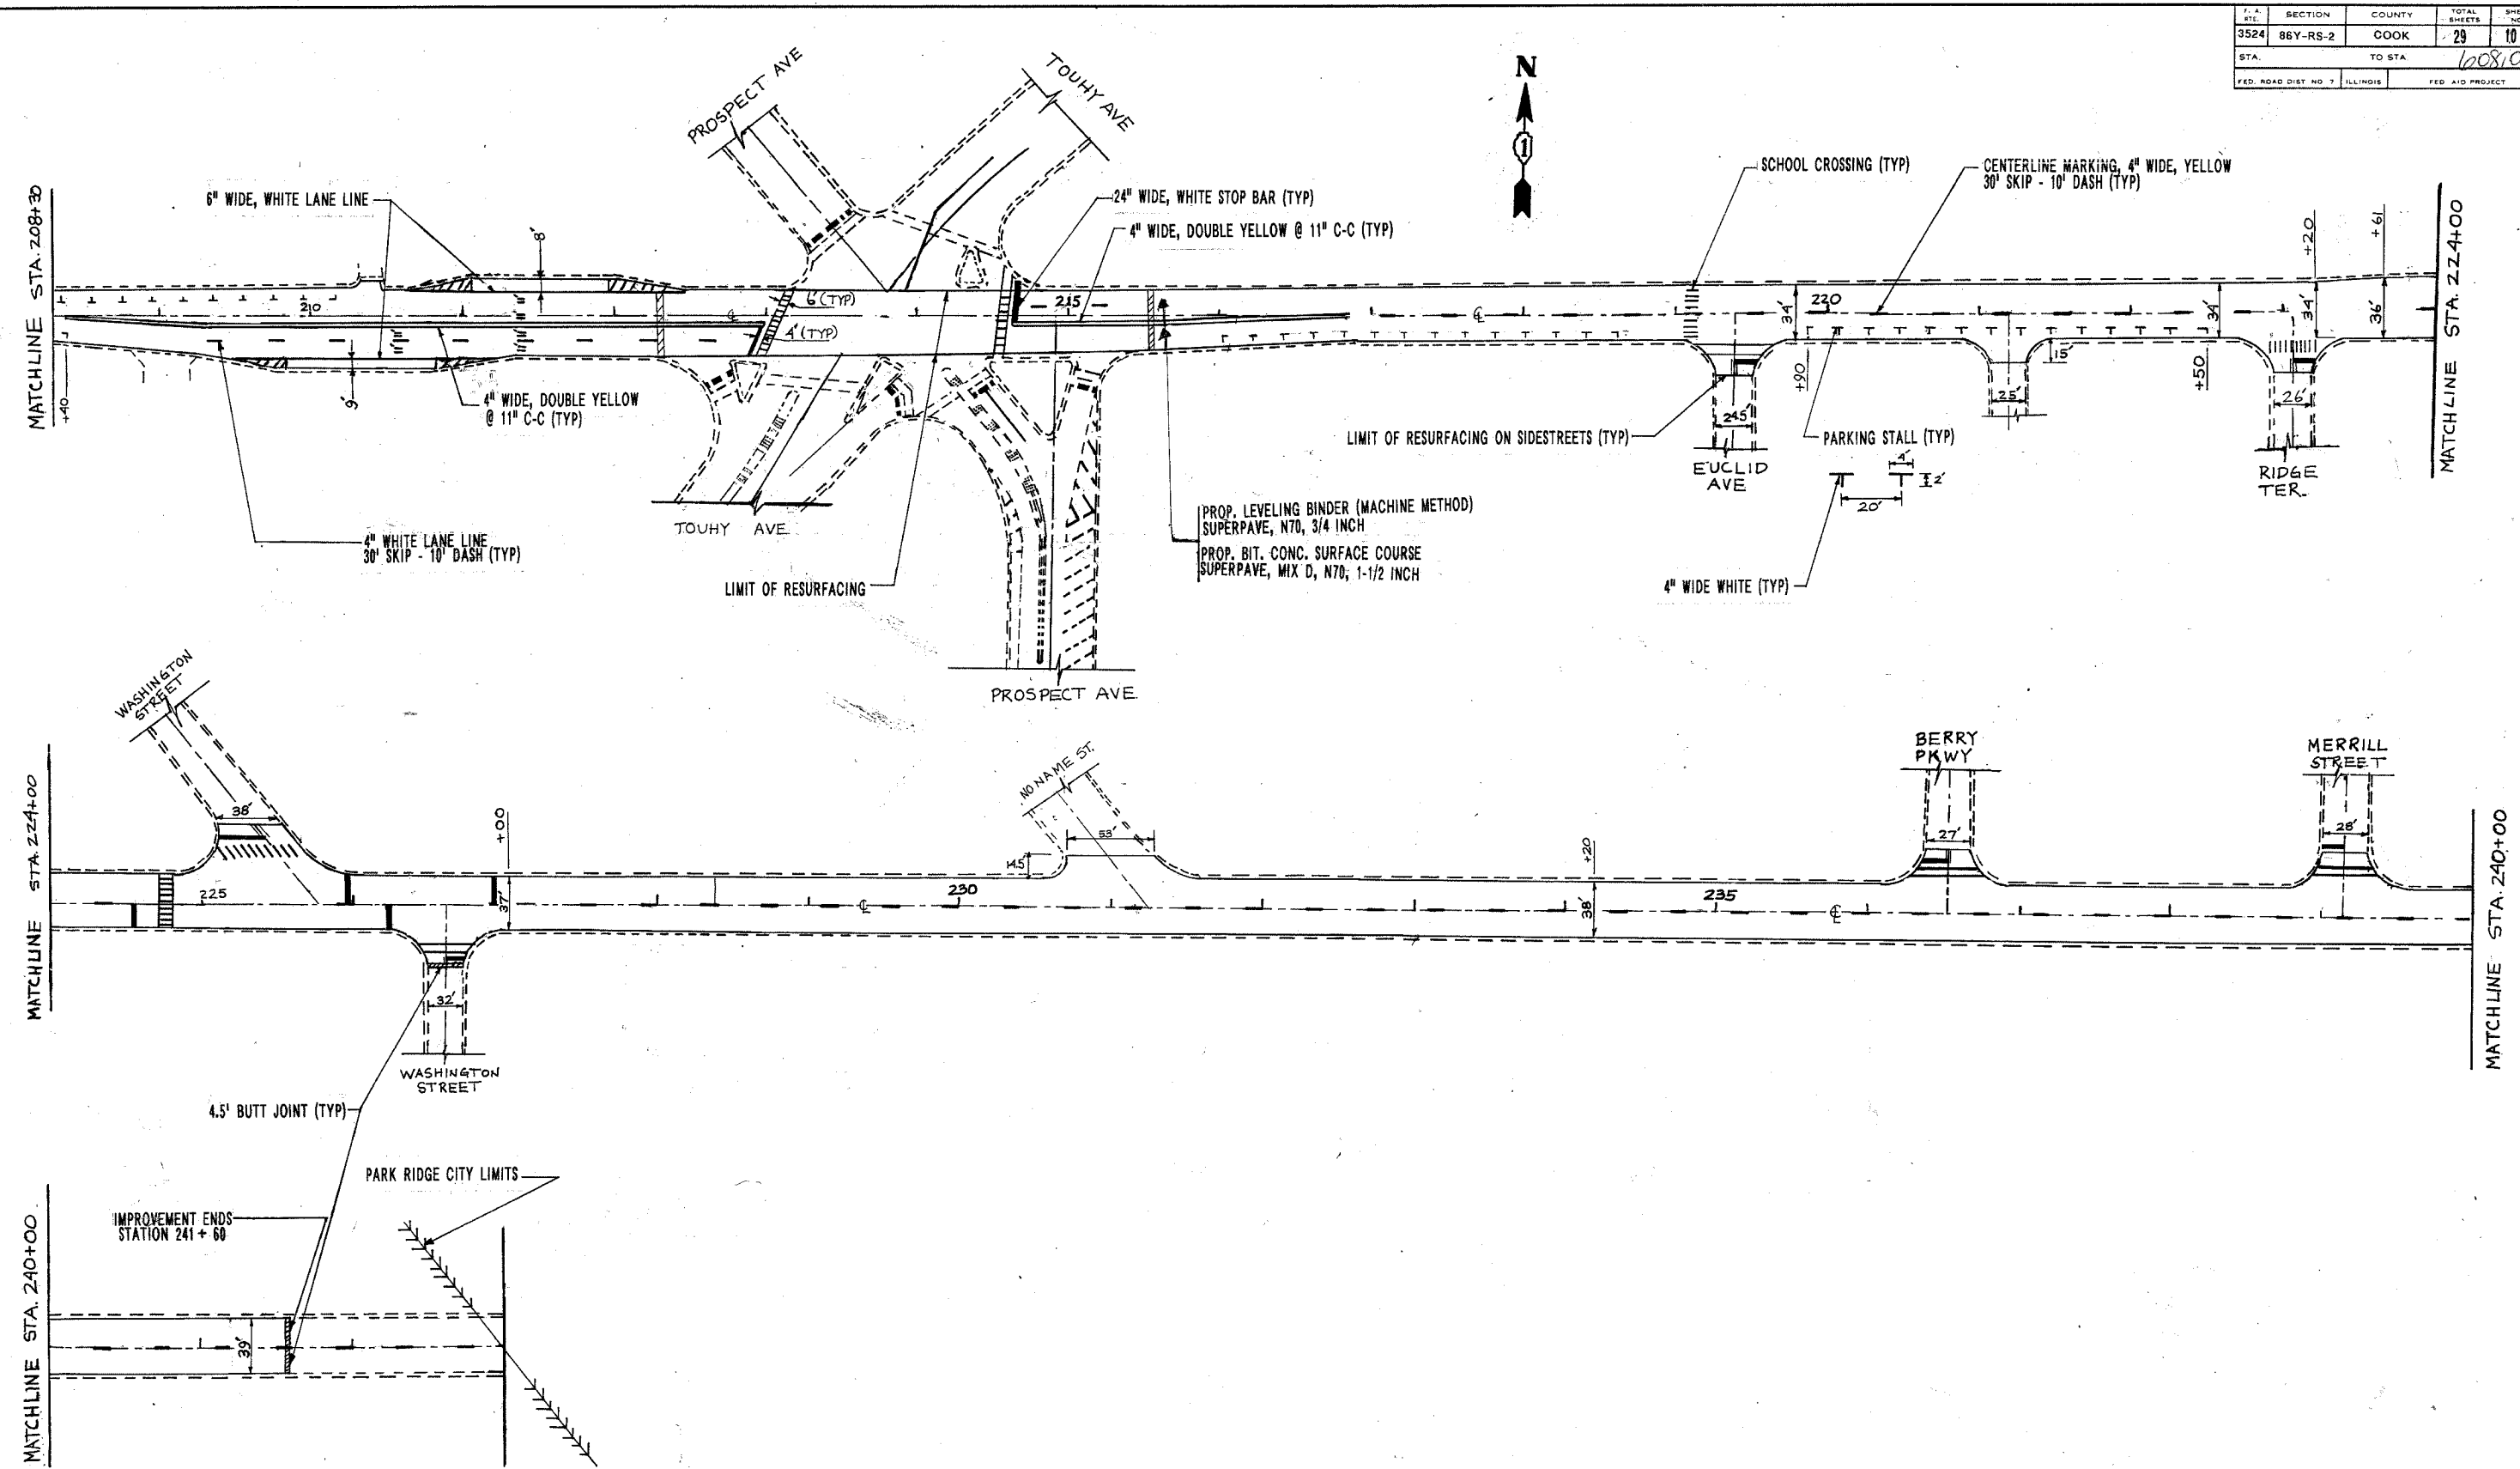 F. A. RTE. SECTION COUNTY TOTAL SHEETS
3524 86Y-RS-2 COOK 29 10
STA. TO STA
FED. ROAD DIST NO 7 ILLINOIS FED AID PROJECT
N
1
PROSPECT AVE
TOUHY AVE
MATCHLINE STA. 208+30
6" WIDE, WHITE LANE LINE
8'
24" WIDE, WHITE STOP BAR (TYP)
4" WIDE, DOUBLE YELLOW @ 11" C-C (TYP)
SCHOOL CROSSING (TYP)
CENTERLINE MARKING, 4" WIDE, YELLOW
30' SKIP - 10' DASH (TYP)
+20
+61
MATCHLINE STA. 224+00
210
6' (TYP)
4' (TYP)
215
220
34'
34'
34'
36'
+40
9'
4" WIDE, DOUBLE YELLOW
@ 11" C-C (TYP)
15'
+90
+50
24.5'
25'
26'
LIMIT OF RESURFACING ON SIDESTREETS (TYP)
PARKING STALL (TYP)
EUCLID
AVE
4'
2'
20'
RIDGE
TER.
4" WHITE LANE LINE
30' SKIP - 10' DASH (TYP)
TOUHY AVE
PROP. LEVELING BINDER (MACHINE METHOD)
SUPERPAVE, N70, 3/4 INCH
PROP. BIT. CONC. SURFACE COURSE
SUPERPAVE, MIX D, N70, 1-1/2 INCH
LIMIT OF RESURFACING
4" WIDE WHITE (TYP)
PROSPECT AVE.
WASHINGTON
STREET
NO NAME ST.
BERRY
PKWY
MERRILL
STREET
MATCHLINE STA. 224+00
38'
+00
53'
14.5'
+20
27'
28'
225
37'
230
38'
235
MATCHLINE STA. 240+00
32'
WASHINGTON
STREET
4.5' BUTT JOINT (TYP)
PARK RIDGE CITY LIMITS
IMPROVEMENT ENDS
STATION 241 + 60
MATCHLINE STA. 240+00
39'